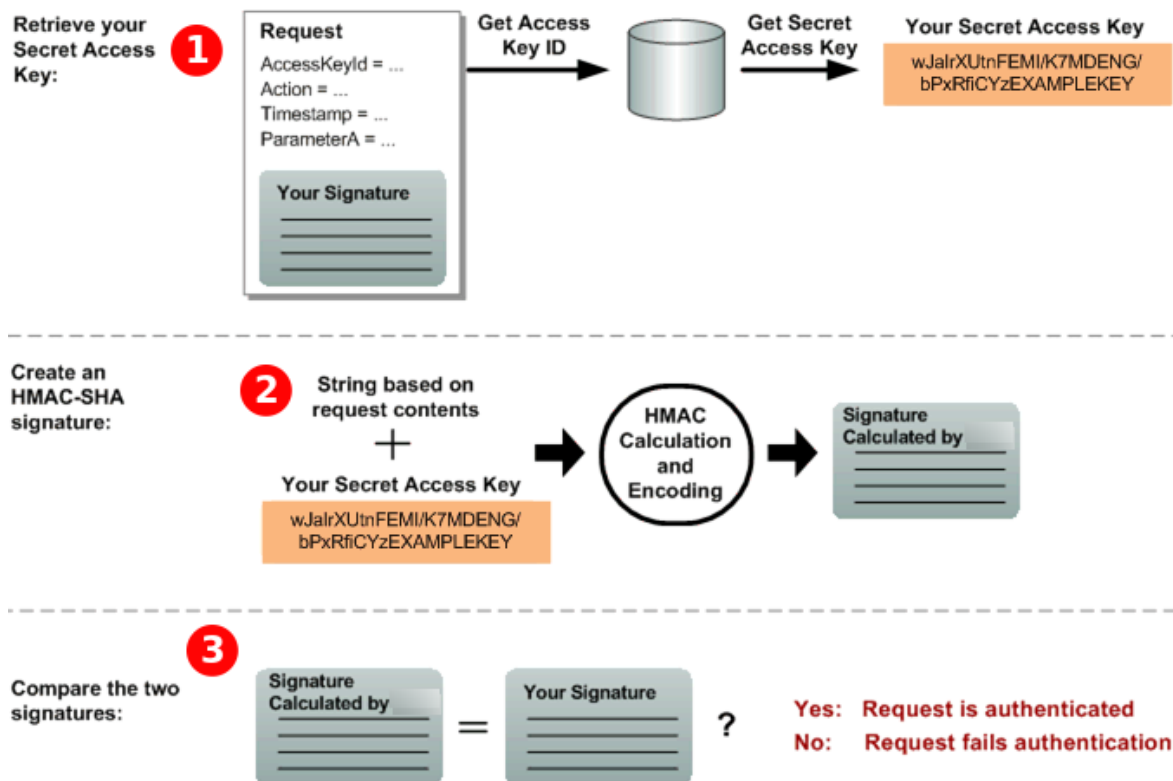 Retrieve your
Secret Access
Key:
1
Request
AccessKeyId = ...
Action = ...
Timestamp = ...
ParameterA = ...
Your Signature
Get Access
Key ID
Get Secret
Access Key
Your Secret Access Key
wJalrXUtnFEMI/K7MDENG/
bPxRfiCYzEXAMPLEKEY
Create an
HMAC-SHA
signature:
2
String based on
request contents
+
Your Secret Access Key
wJalrXUtnFEMI/K7MDENG/
bPxRfiCYzEXAMPLEKEY
HMAC
Calculation
and
Encoding
Signature
Calculated by
3
Compare the two
signatures:
Signature
Calculated by
=
Your Signature
?
Yes: Request is authenticated
No: Request fails authentication